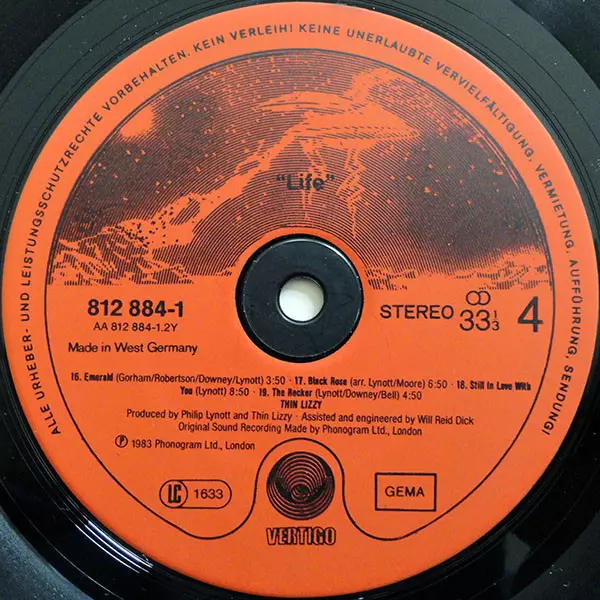 ALLE URHEBER- UND LEISTUNGSSCHUTZRECHTE VORBEHALTEN. KEIN VERLEIH! KEINE UNERLAUBTE VERVIELFÄLTIGUNG, VERMIETUNG, AUFFÜHRUNG, SENDUNG!
"Life"
812 884-1
AA 812 884-1.2Y
Made in West Germany
STEREO 33 1/3 4
16. Emerald (Gorham/Robertson/Downey/Lynott) 3:50 · 17. Black Rose (arr. Lynott/Moore) 6:50 · 18. Still In Love With
You (Lynott) 8:50 · 19. The Rocker (Lynott/Downey/Bell) 4:50
THIN LIZZY
Produced by Philip Lynott and Thin Lizzy · Assisted and engineered by Will Reid Dick
Original Sound Recording Made by Phonogram Ltd., London
℗ 1983 Phonogram Ltd., London
LC 1633
GEMA
VERTIGO